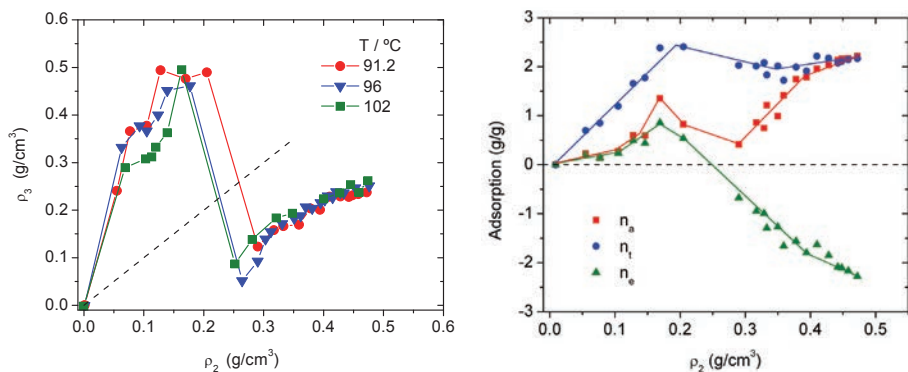 0.6
0.5
0.4
0.3
0.2
0.1
0.0
ρ3 (g/cm³)
T / ºC
91.2
96
102
0.0 0.1 0.2 0.3 0.4 0.5 0.6
ρ2 (g/cm³)
3
2
1
0
-1
-2
-3
Adsorption (g/g)
na
nt
ne
0.0 0.1 0.2 0.3 0.4 0.5
ρ2 (g/cm³)